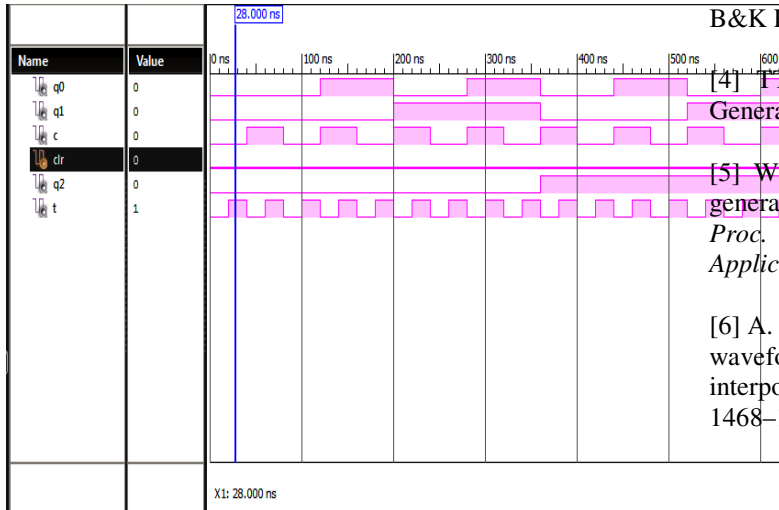 28.000 ns
B&K
Name Value
0 ns 100 ns 200 ns 300 ns 400 ns 500 ns 600
q0 0
[4]
q1 0
Genera
c 0
clr 0
[5] W
q2 0
genera
t 1
Proc.
Applic
[6] A.
wavefo
interpo
1468–
X1: 28.000 ns